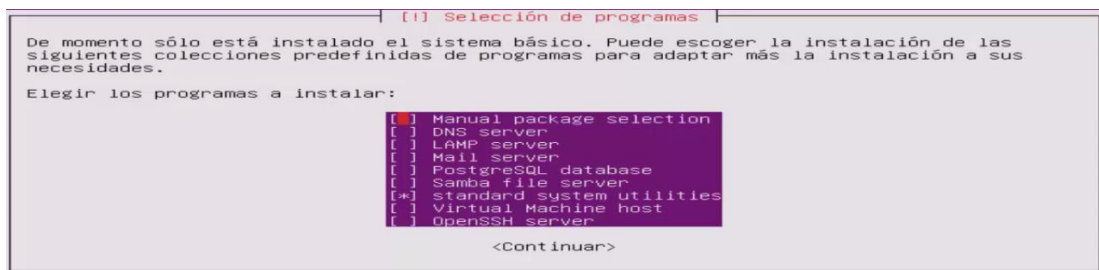 [!] Selección de programas
De momento sólo está instalado el sistema básico. Puede escoger la instalación de las
siguientes colecciones predefinidas de programas para adaptar más la instalación a sus
necesidades.
Elegir los programas a instalar:
[ ] Manual package selection
[ ] DNS server
[ ] LAMP server
[ ] Mail server
[ ] PostgreSQL database
[ ] Samba file server
[*] standard system utilities
[ ] Virtual Machine host
[ ] OpenSSH server
<Continuar>